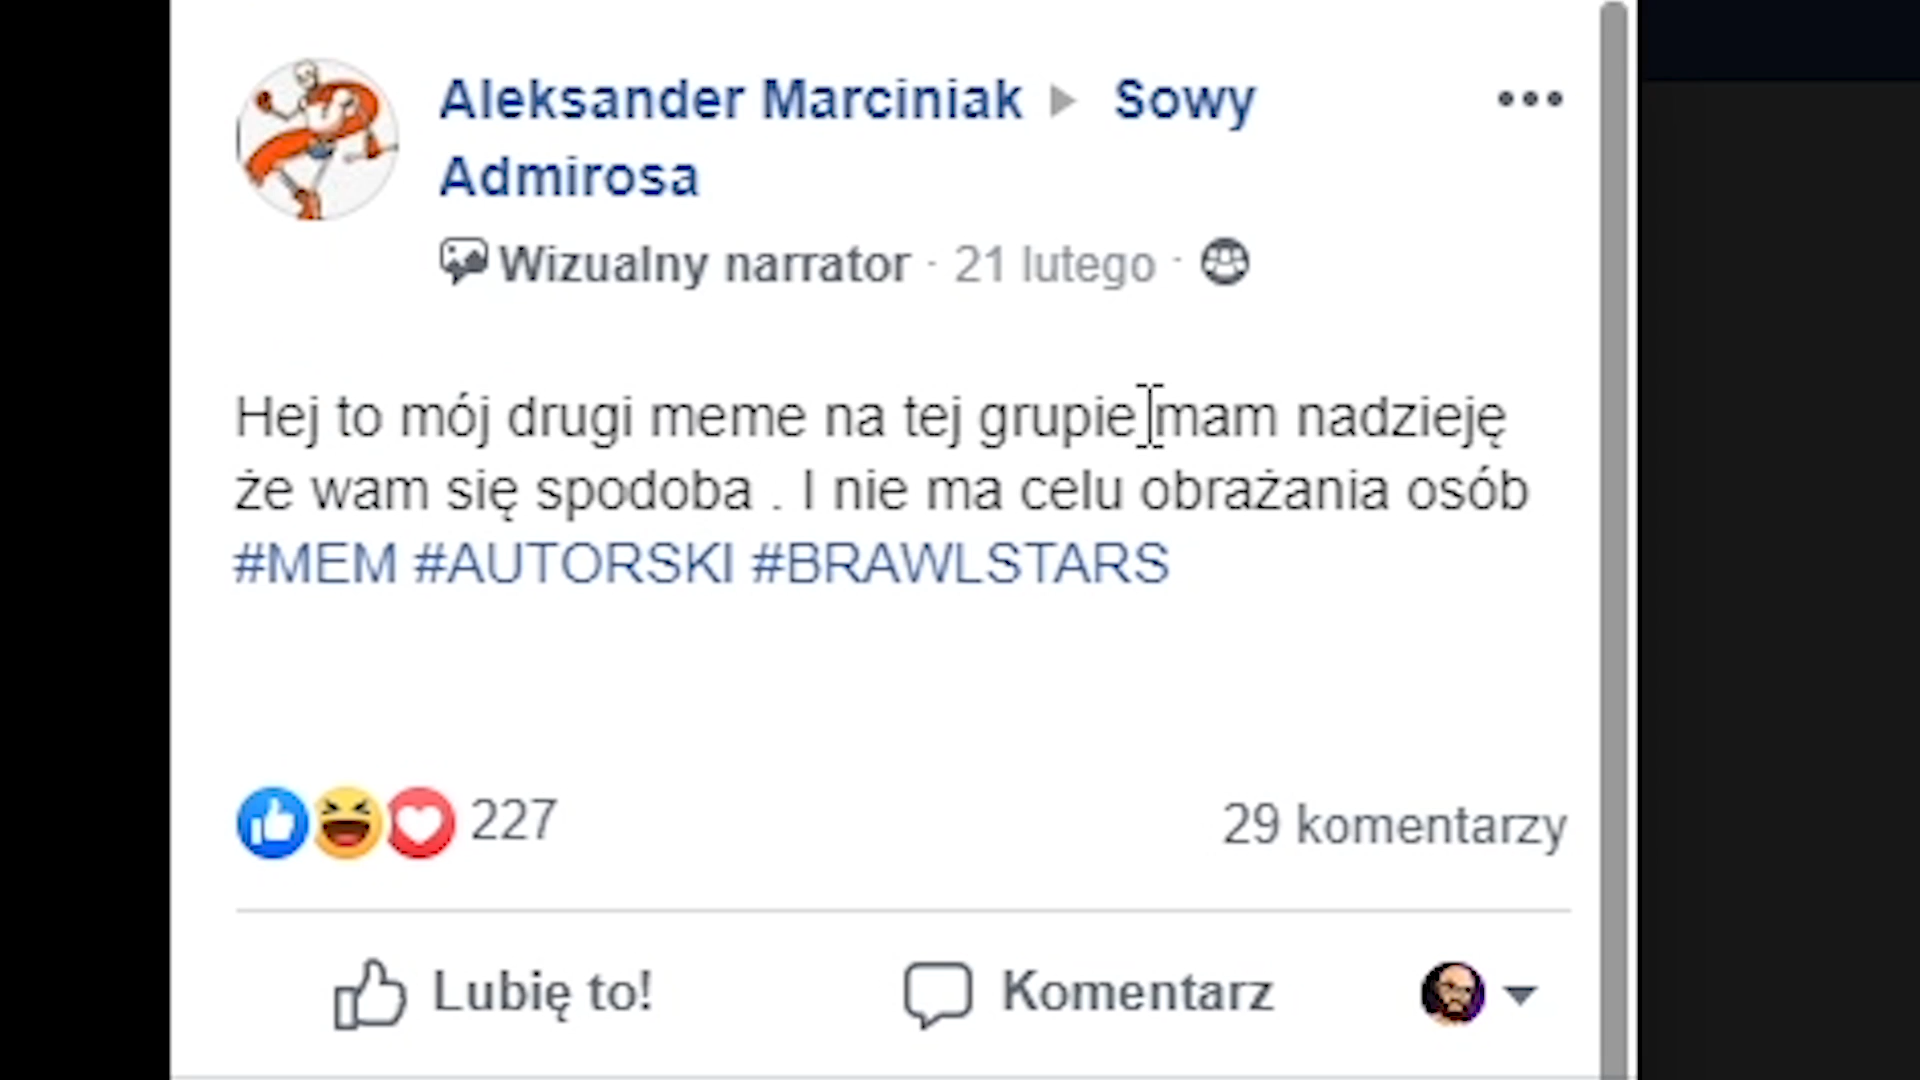 Aleksander Marciniak ▸ Sowy
Admirosa
Wizualny narrator · 21 lutego ·
Hej to mój drugi meme na tej grupie mam nadzieję
że wam się spodoba . I nie ma celu obrażania osób
#MEM #AUTORSKI #BRAWLSTARS
227
29 komentarzy
Lubię to!
Komentarz